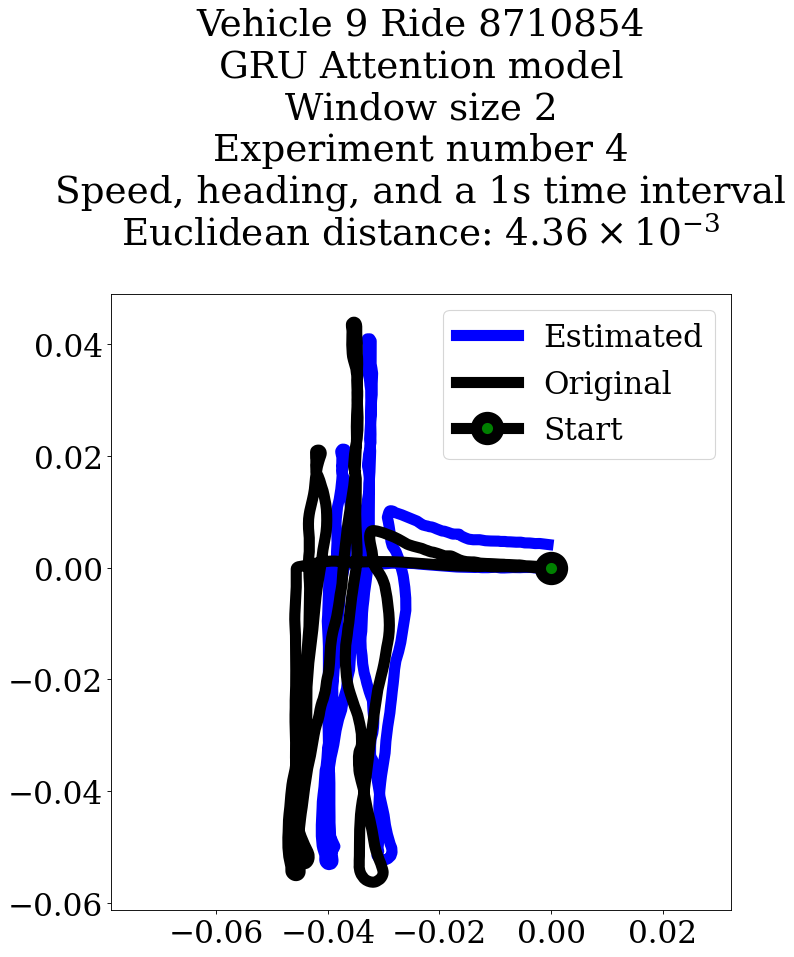 Vehicle 9 Ride 8710854
GRU Attention model
Window size 2
Experiment number 4
Speed, heading, and a 1s time interval
Euclidean distance: 4.36 × 10⁻³
Estimated
Original
Start
0.04
0.02
0.00
−0.02
−0.04
−0.06
−0.06 −0.04 −0.02 0.00 0.02